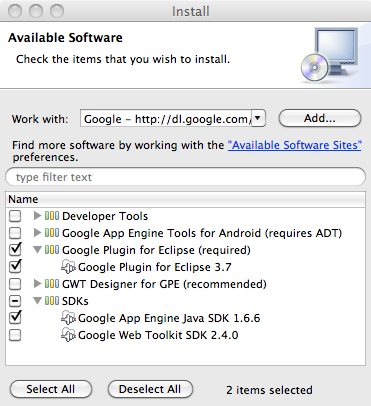 Install
Available Software
Check the items that you wish to install.
Work with: Google - http://dl.google.com/ Add...
Find more software by working with the "Available Software Sites"
preferences.
type filter text
Name
Developer Tools
Google App Engine Tools for Android (requires ADT)
Google Plugin for Eclipse (required)
Google Plugin for Eclipse 3.7
GWT Designer for GPE (recommended)
SDKs
Google App Engine Java SDK 1.6.6
Google Web Toolkit SDK 2.4.0
Select All Deselect All 2 items selected